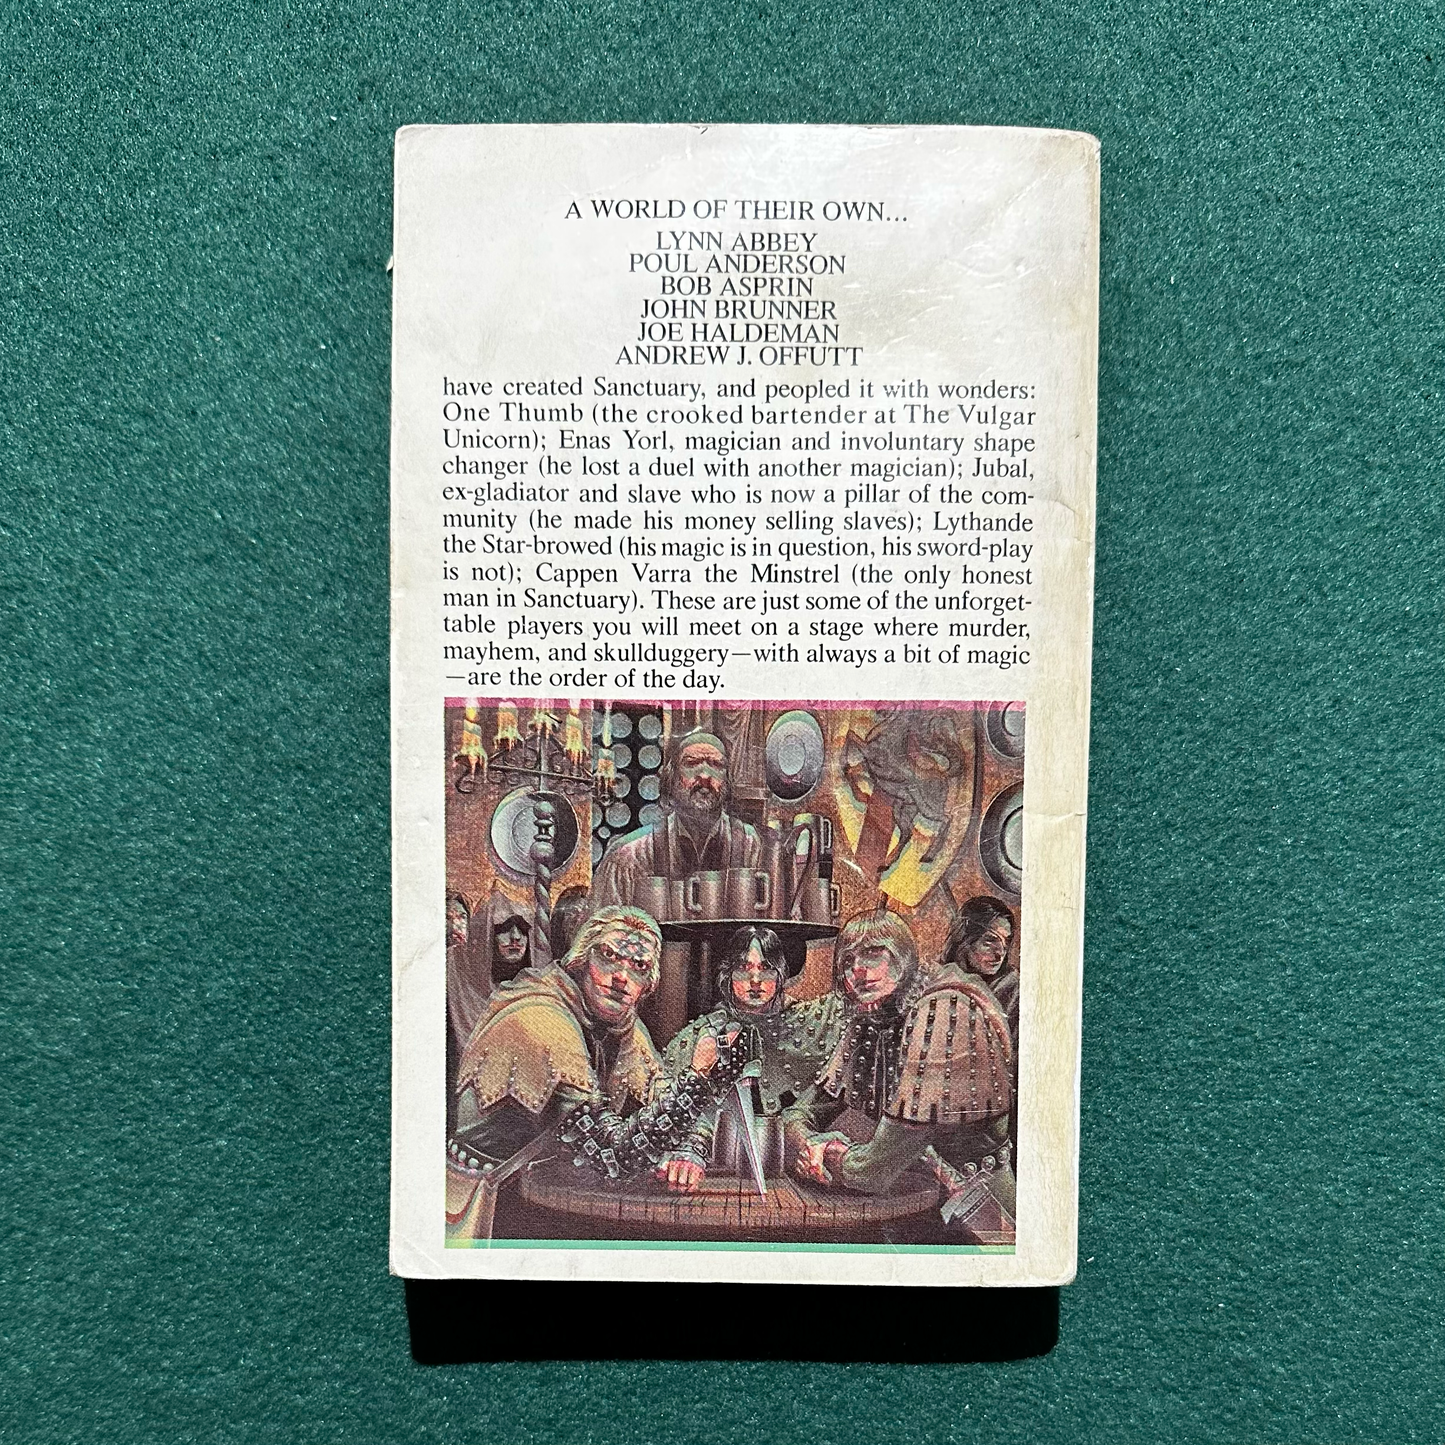 A WORLD OF THEIR OWN...
LYNN ABBEY
POUL ANDERSON
BOB ASPRIN
JOHN BRUNNER
JOE HALDEMAN
ANDREW J. OFFUTT
have created Sanctuary, and peopled it with wonders:
One Thumb (the crooked bartender at The Vulgar
Unicorn); Enas Yorl, magician and involuntary shape
changer (he lost a duel with another magician); Jubal,
ex-gladiator and slave who is now a pillar of the com-
munity (he made his money selling slaves); Lythande
the Star-browed (his magic is in question, his sword-play
is not); Cappen Varra the Minstrel (the only honest
man in Sanctuary). These are just some of the unforget-
table players you will meet on a stage where murder,
mayhem, and skullduggery—with always a bit of magic
—are the order of the day.